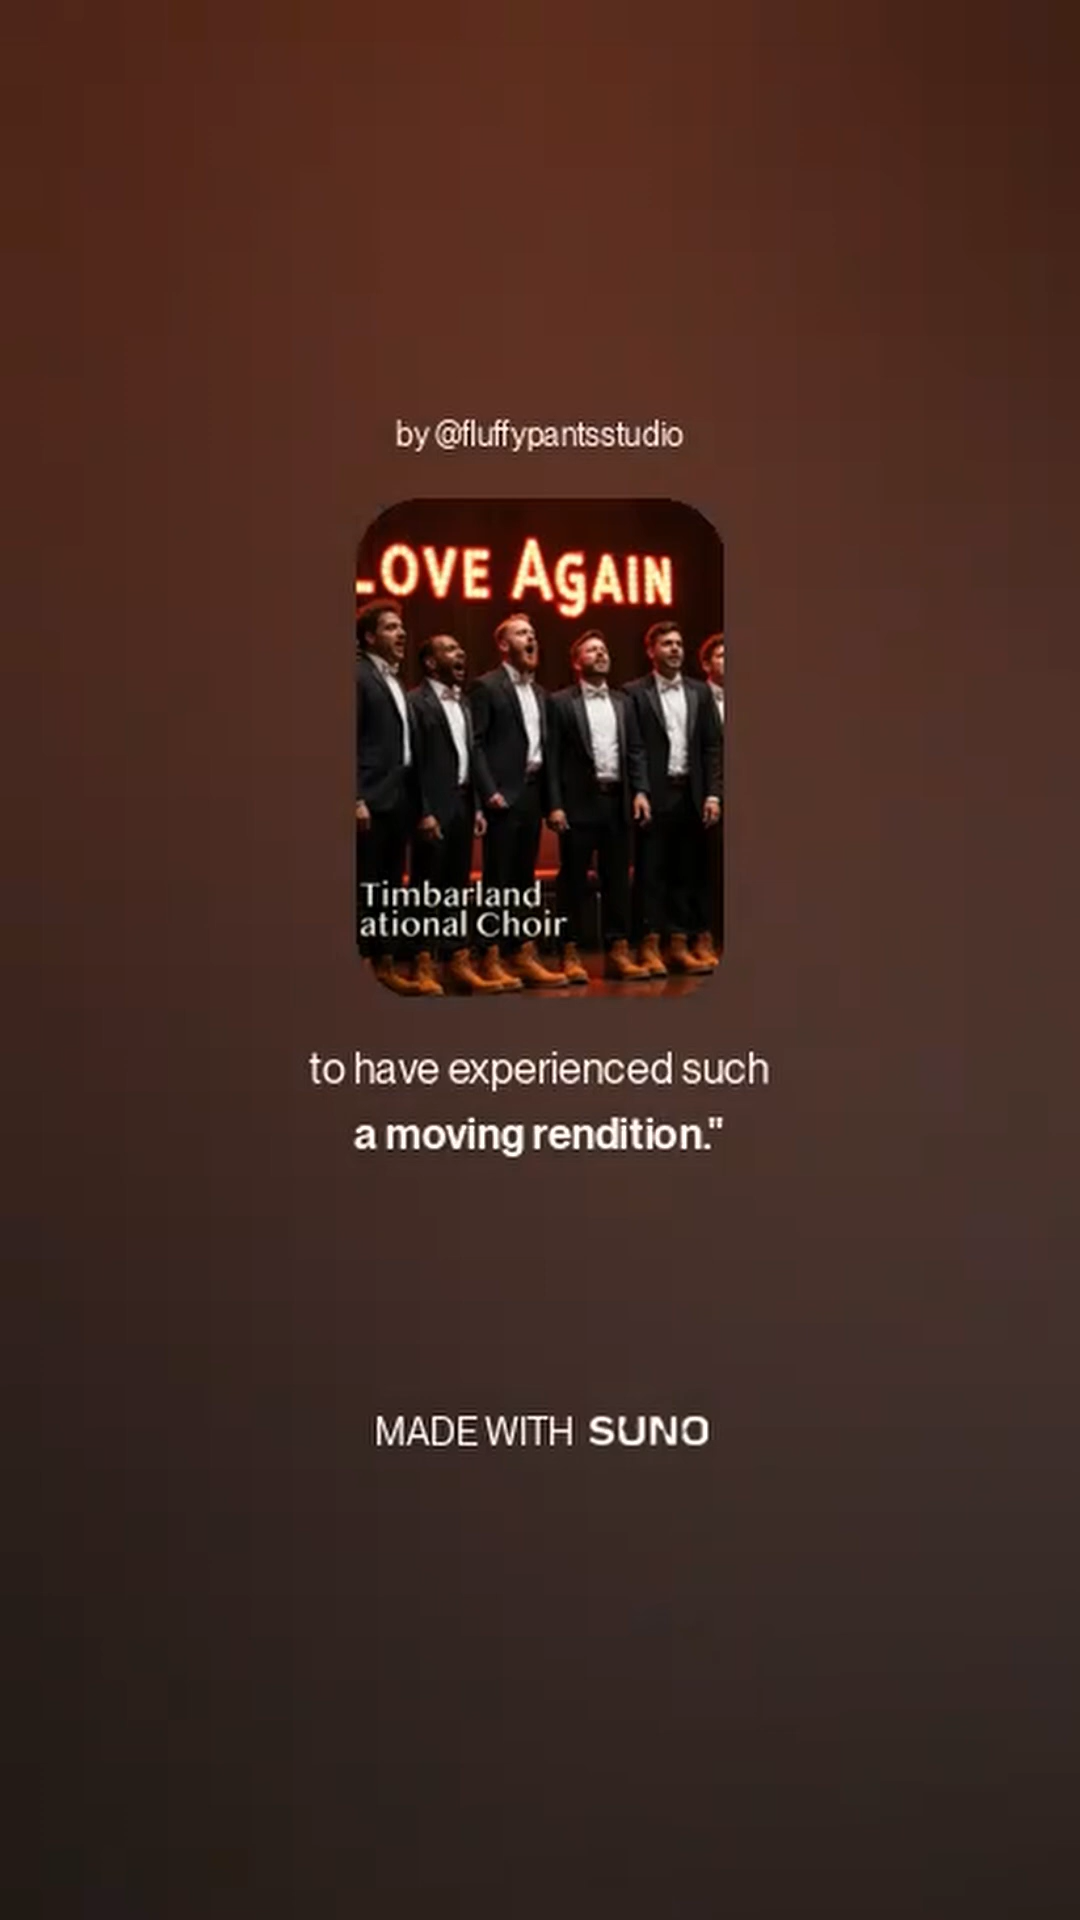 by @fluffypantsstudio
LOVE AGAIN
Timbarland
ational Choir
to have experienced such
a moving rendition."
MADE WITH SUNO